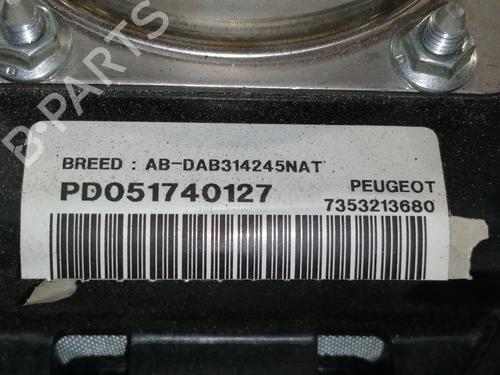 B-PARTS
BREED : AB-DAB314245NAT
PD051740127
PEUGEOT
7353213680